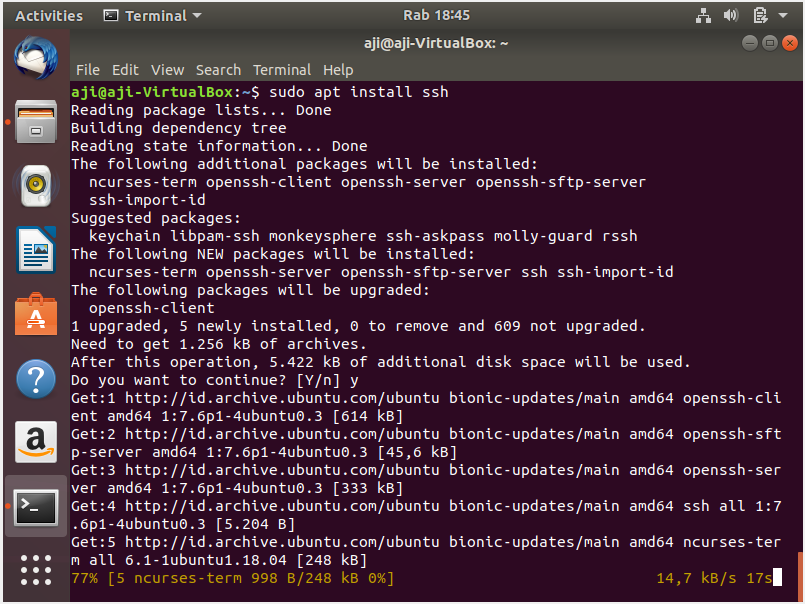 Activities Terminal Rab 18:45
aji@aji-VirtualBox: ~
File Edit View Search Terminal Help
aji@aji-VirtualBox:~$ sudo apt install ssh
Reading package lists... Done
Building dependency tree
Reading state information... Done
The following additional packages will be installed:
  ncurses-term openssh-client openssh-server openssh-sftp-server
  ssh-import-id
Suggested packages:
  keychain libpam-ssh monkeysphere ssh-askpass molly-guard rssh
The following NEW packages will be installed:
  ncurses-term openssh-server openssh-sftp-server ssh ssh-import-id
The following packages will be upgraded:
  openssh-client
1 upgraded, 5 newly installed, 0 to remove and 609 not upgraded.
Need to get 1.256 kB of archives.
After this operation, 5.422 kB of additional disk space will be used.
Do you want to continue? [Y/n] y
Get:1 http://id.archive.ubuntu.com/ubuntu bionic-updates/main amd64 openssh-cli
ent amd64 1:7.6p1-4ubuntu0.3 [614 kB]
Get:2 http://id.archive.ubuntu.com/ubuntu bionic-updates/main amd64 openssh-sft
p-server amd64 1:7.6p1-4ubuntu0.3 [45,6 kB]
Get:3 http://id.archive.ubuntu.com/ubuntu bionic-updates/main amd64 openssh-ser
ver amd64 1:7.6p1-4ubuntu0.3 [333 kB]
Get:4 http://id.archive.ubuntu.com/ubuntu bionic-updates/main amd64 ssh all 1:7
.6p1-4ubuntu0.3 [5.204 B]
Get:5 http://id.archive.ubuntu.com/ubuntu bionic-updates/main amd64 ncurses-ter
m all 6.1-1ubuntu1.18.04 [248 kB]
77% [5 ncurses-term 998 B/248 kB 0%] 14,7 kB/s 17s